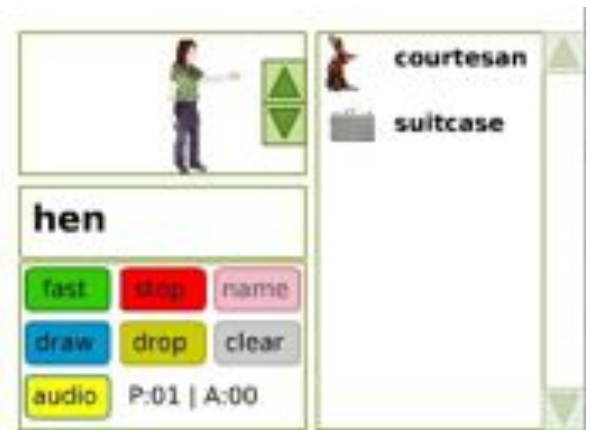 courtesan
suitcase
hen
fast stop name
draw drop clear
audio P:01 | A:00